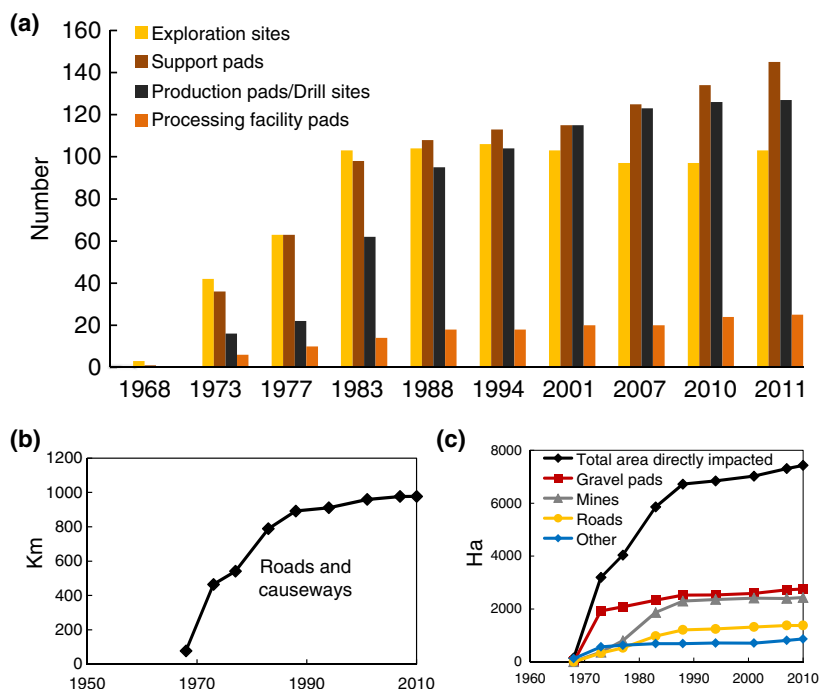 (a)
160
140
120
100
80
60
40
20
0
Number
Exploration sites
Support pads
Production pads/Drill sites
Processing facility pads
1968 1973 1977 1983 1988 1994 2001 2007 2010 2011
(b)
1200
1000
800
600
400
200
0
Km
Roads and
causeways
1950 1970 1990 2010
(c)
8000
6000
4000
2000
0
Ha
Total area directly impacted
Gravel pads
Mines
Roads
Other
1960 1970 1980 1990 2000 2010